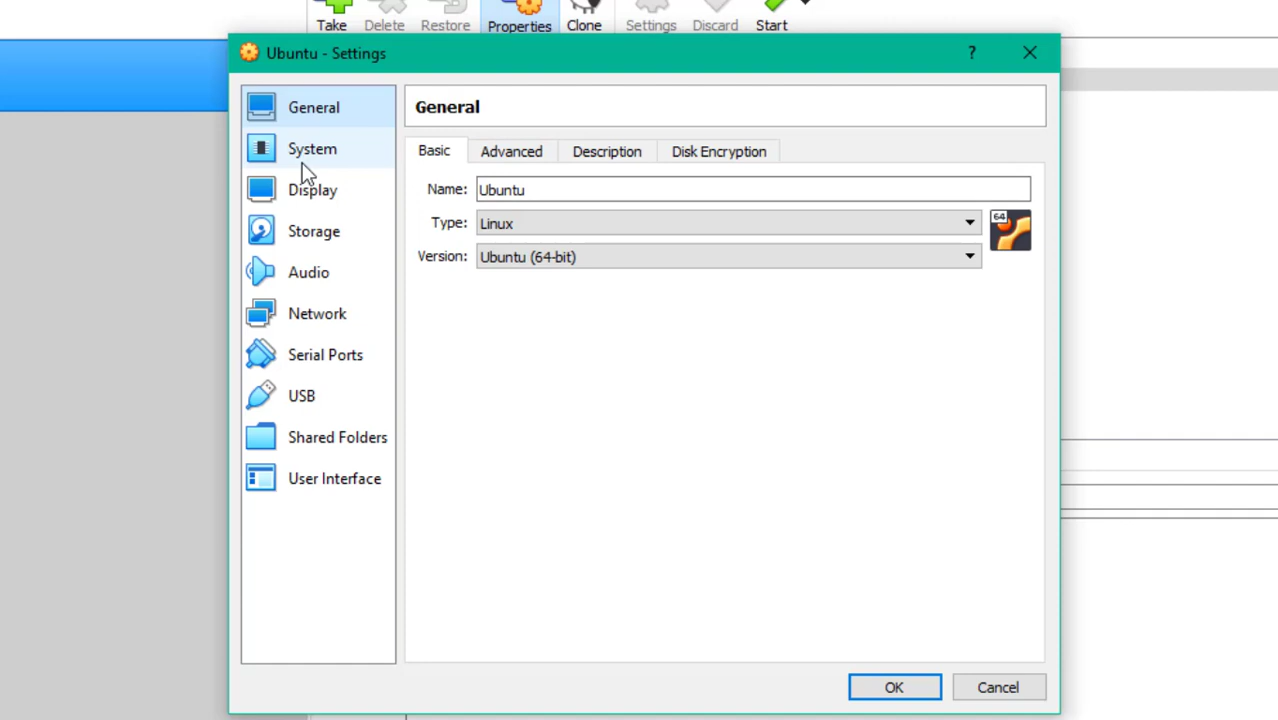 Take Delete Restore Properties Clone Settings Discard Start
Ubuntu - Settings ?
General
System
Display
Storage
Audio
Network
Serial Ports
USB
Shared Folders
User Interface
General
Basic Advanced Description Disk Encryption
Name: Ubuntu
Type: Linux
64
Version: Ubuntu (64-bit)
OK Cancel